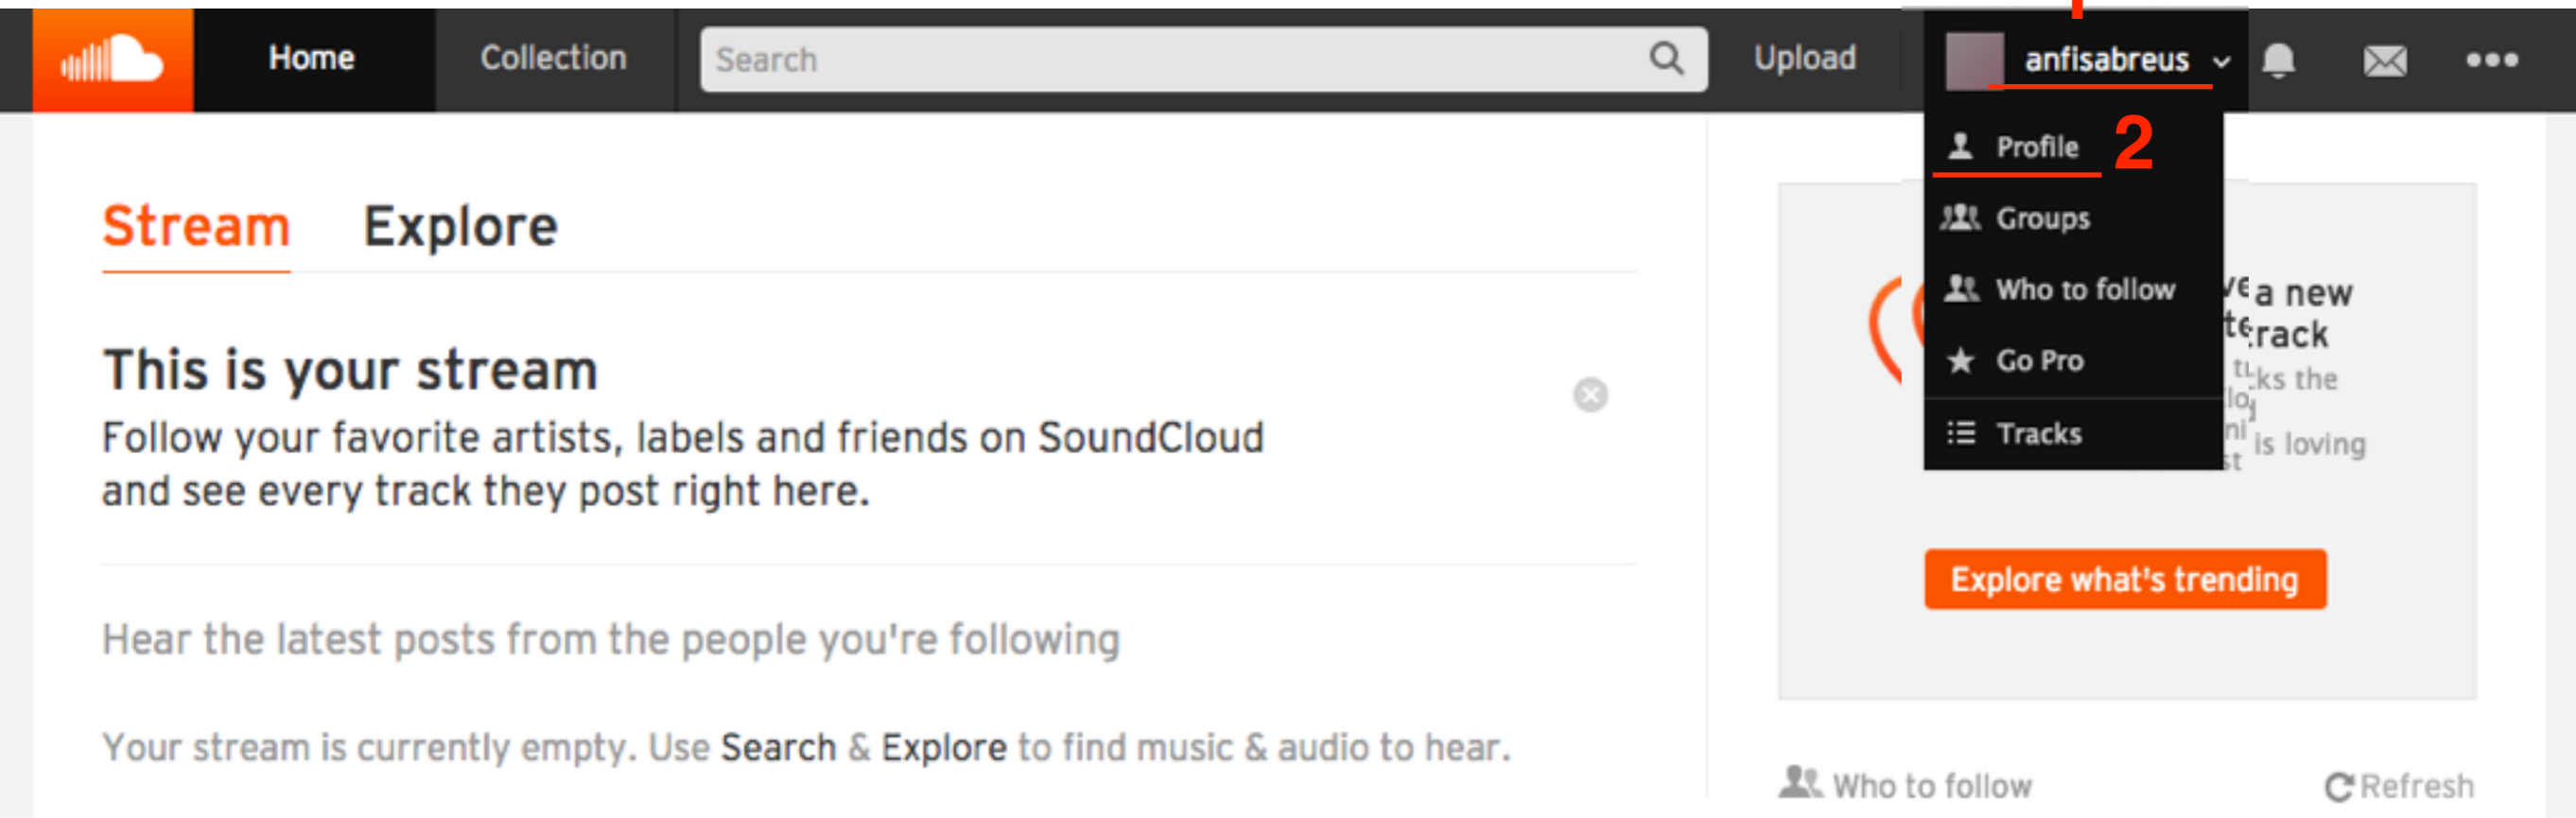 Home Collection Search Upload anfisabreus
Profile 2
Groups
Who to follow
Go Pro
Tracks
Stream Explore
This is your stream
Follow your favorite artists, labels and friends on SoundCloud
and see every track they post right here.
Hear the latest posts from the people you're following
Your stream is currently empty. Use Search & Explore to find music & audio to hear.
a new
the
is loving
Explore what's trending
Who to follow Refresh